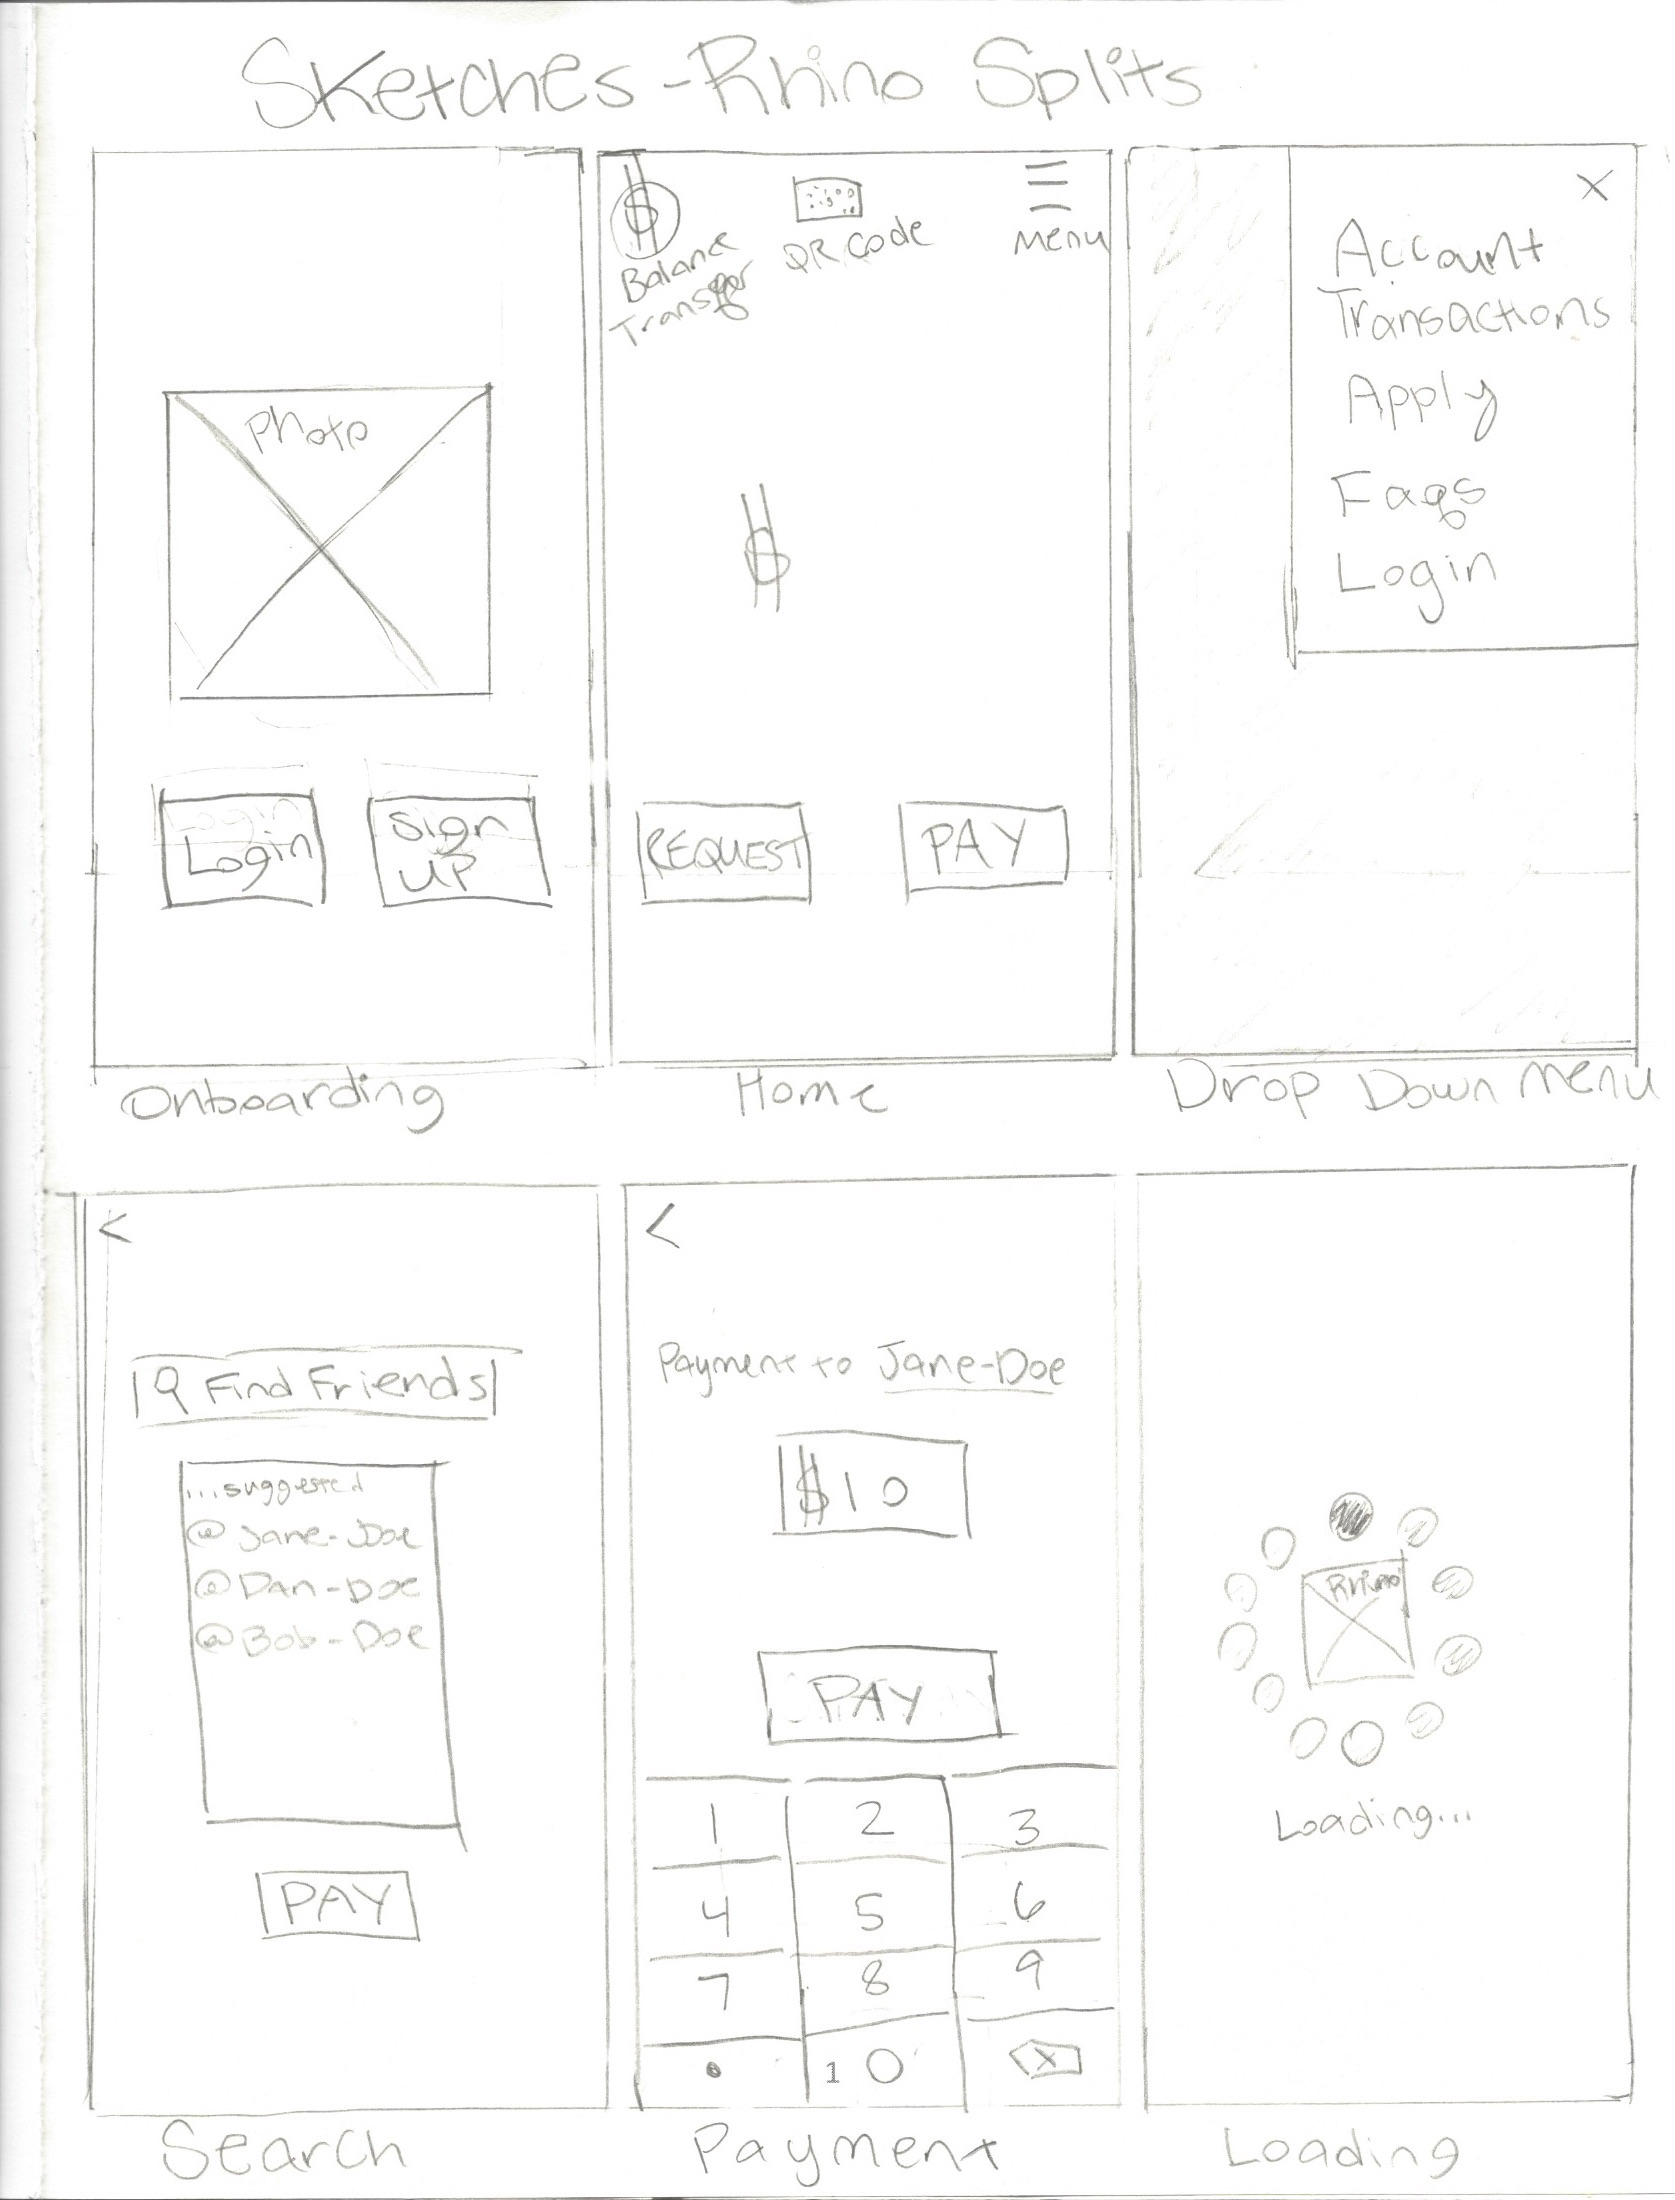 Sketches-Rhino Splits
Photo
Login
Login
Sign
UP
Onboarding
$
Balance
Transfer
QR Code
Menu
$
REQUEST
PAY
Home
X
Account
Transactions
Apply
Faqs
Login
Drop Down Menu
<
Find Friends
...suggested
@Jane-Doe
@Dan-Doe
@Bob-Doe
PAY
Search
<
Payment to Jane-Doe
$10
PAY
1 2 3
4 5 6
7 8 9
. 1 0 X
Payment
Rhino
Loading...
Loading